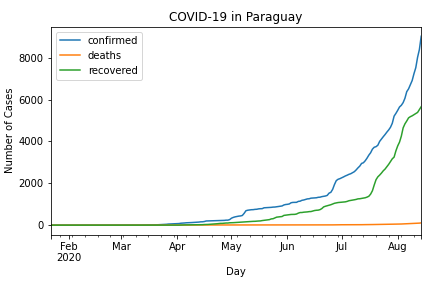 COVID-19 in Paraguay
confirmed
deaths
recovered
Number of Cases
8000
6000
4000
2000
0
Feb
2020
Mar
Apr
May
Jun
Jul
Aug
Day